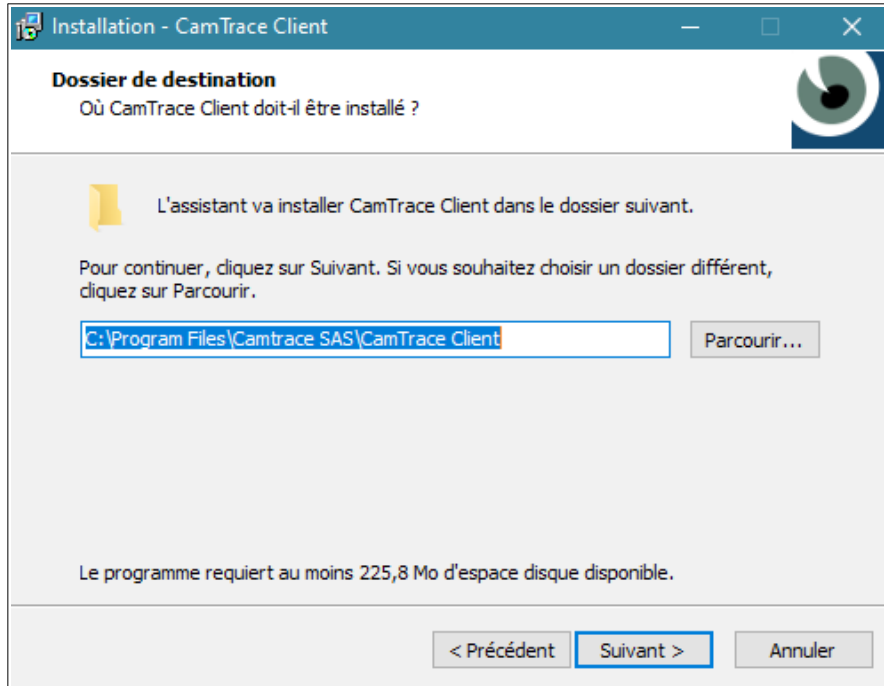 Installation - CamTrace Client
Dossier de destination
Où CamTrace Client doit-il être installé ?
L'assistant va installer CamTrace Client dans le dossier suivant.
Pour continuer, cliquez sur Suivant. Si vous souhaitez choisir un dossier différent,
cliquez sur Parcourir.
C:\Program Files\Camtrace SAS\CamTrace Client
Parcourir...
Le programme requiert au moins 225,8 Mo d'espace disque disponible.
< Précédent
Suivant >
Annuler